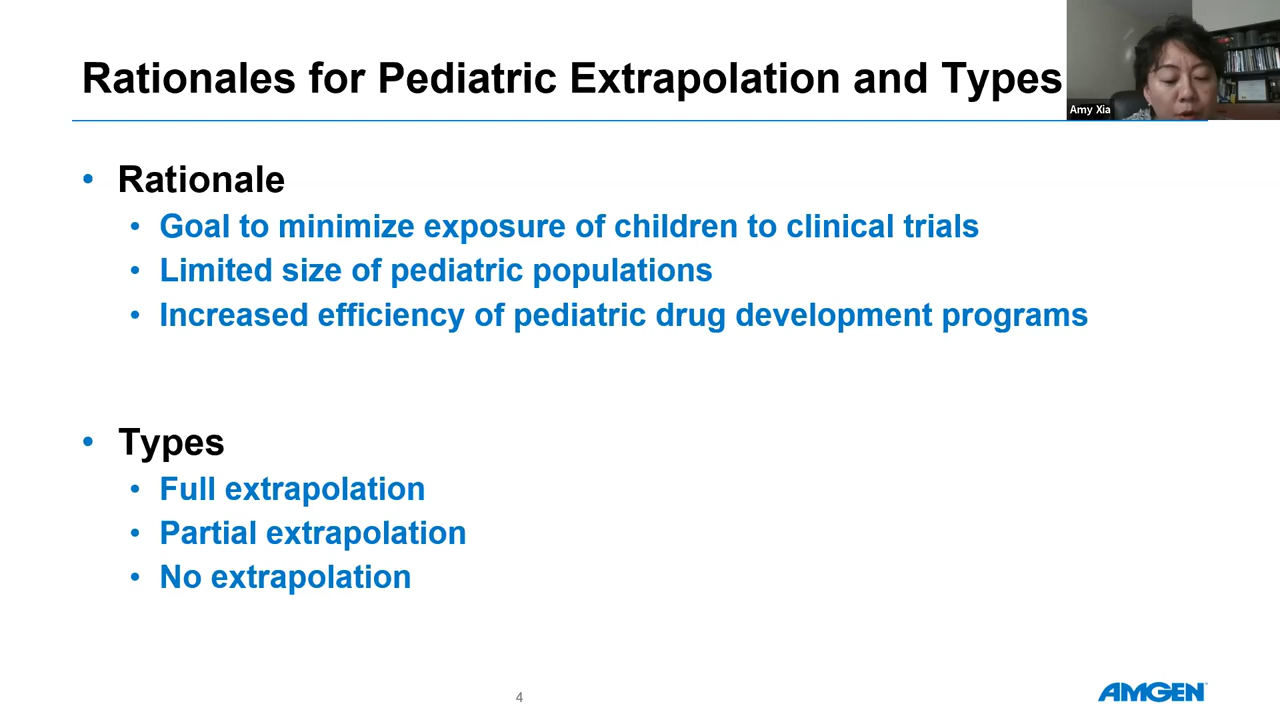 Rationales for Pediatric Extrapolation and Types
Amy Xia
• Rationale
• Goal to minimize exposure of children to clinical trials
• Limited size of pediatric populations
• Increased efficiency of pediatric drug development programs
• Types
• Full extrapolation
• Partial extrapolation
• No extrapolation
4
AMGEN